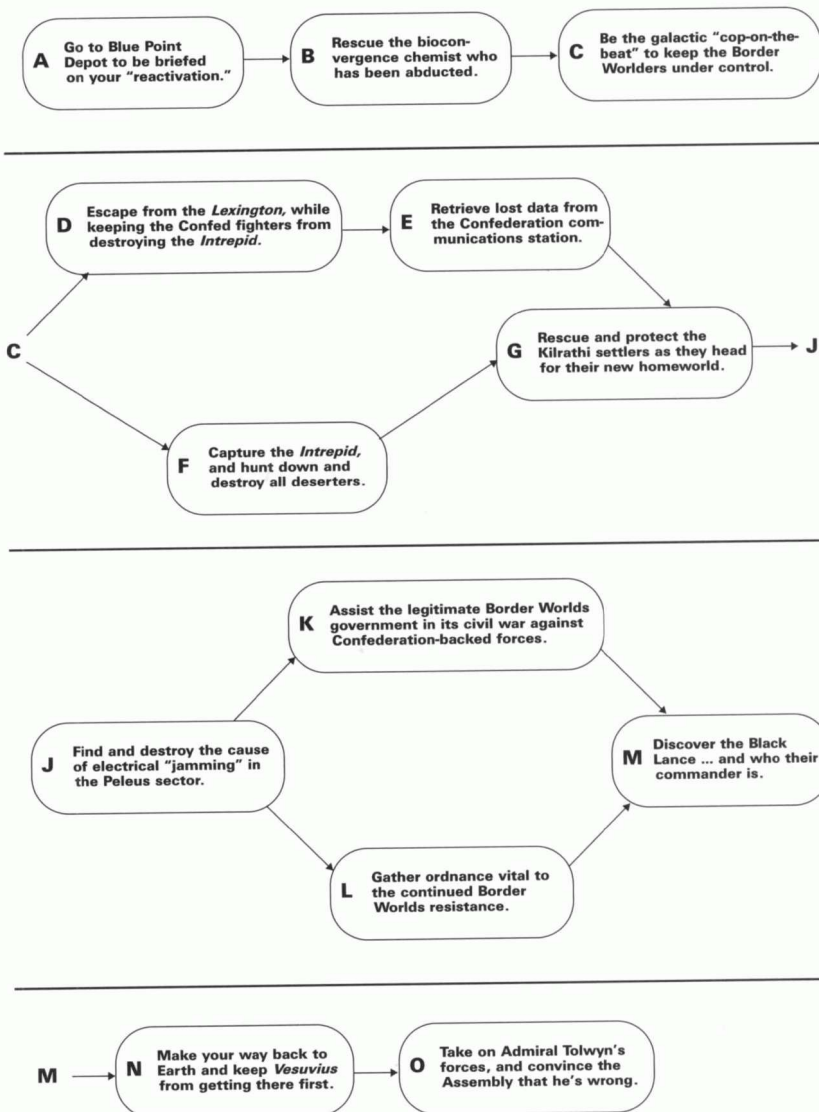 A
Go to Blue Point
Depot to be briefed
on your "reactivation."
B
Rescue the biocon-
vergence chemist who
has been abducted.
C
Be the galactic "cop-on-the-
beat" to keep the Border
Worlders under control.
D
Escape from the Lexington, while
keeping the Confed fighters from
destroying the Intrepid.
E
Retrieve lost data from
the Confederation com-
munications station.
C
G
Rescue and protect the
Kilrathi settlers as they head
for their new homeworld.
J
F
Capture the Intrepid,
and hunt down and
destroy all deserters.
K
Assist the legitimate Border Worlds
government in its civil war against
Confederation-backed forces.
J
Find and destroy the cause
of electrical "jamming" in
the Peleus sector.
M
Discover the Black
Lance ... and who their
commander is.
L
Gather ordnance vital to
the continued Border
Worlds resistance.
M
N
Make your way back to
Earth and keep Vesuvius
from getting there first.
O
Take on Admiral Tolwyn's
forces, and convince the
Assembly that he's wrong.